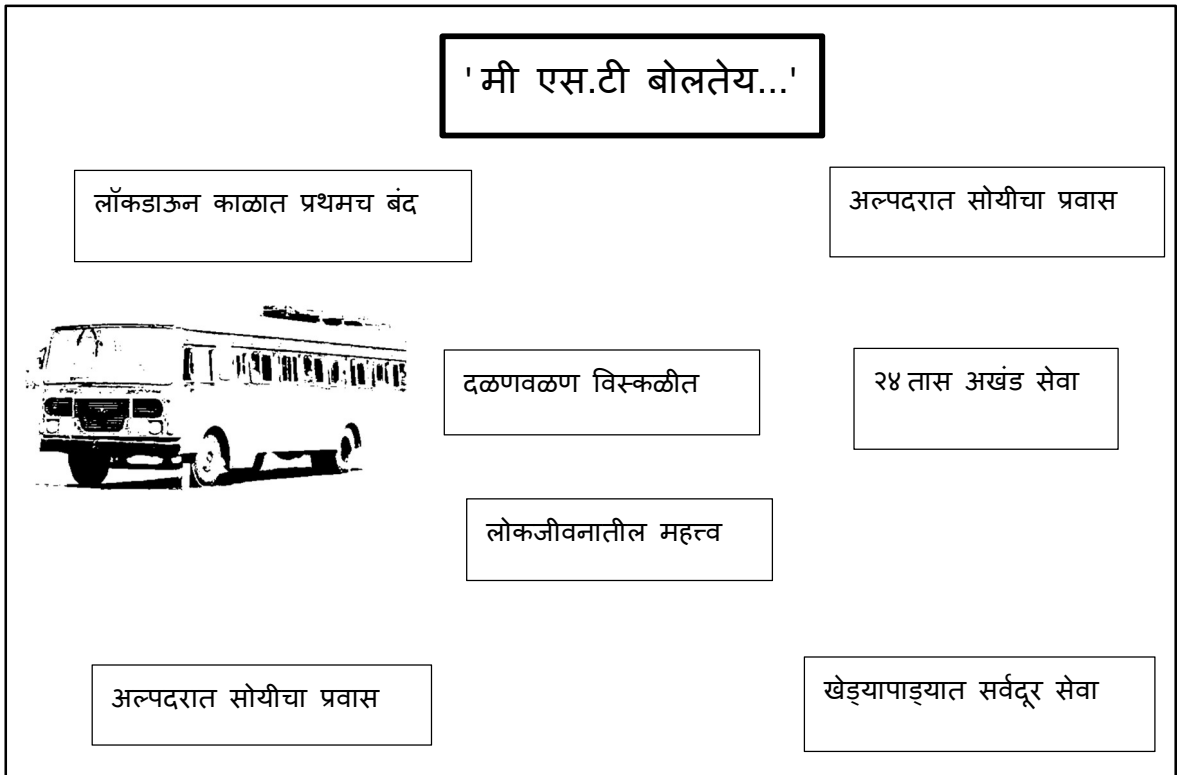 ' मी एस.टी बोलतेय...'
लॉकडाऊन काळात प्रथमच बंद
अल्पदरात सोयीचा प्रवास
दळणवळण विस्कळीत
२४ तास अखंड सेवा
लोकजीवनातील महत्त्व
अल्पदरात सोयीचा प्रवास
खेड्यापाड्यात सर्वदूर सेवा